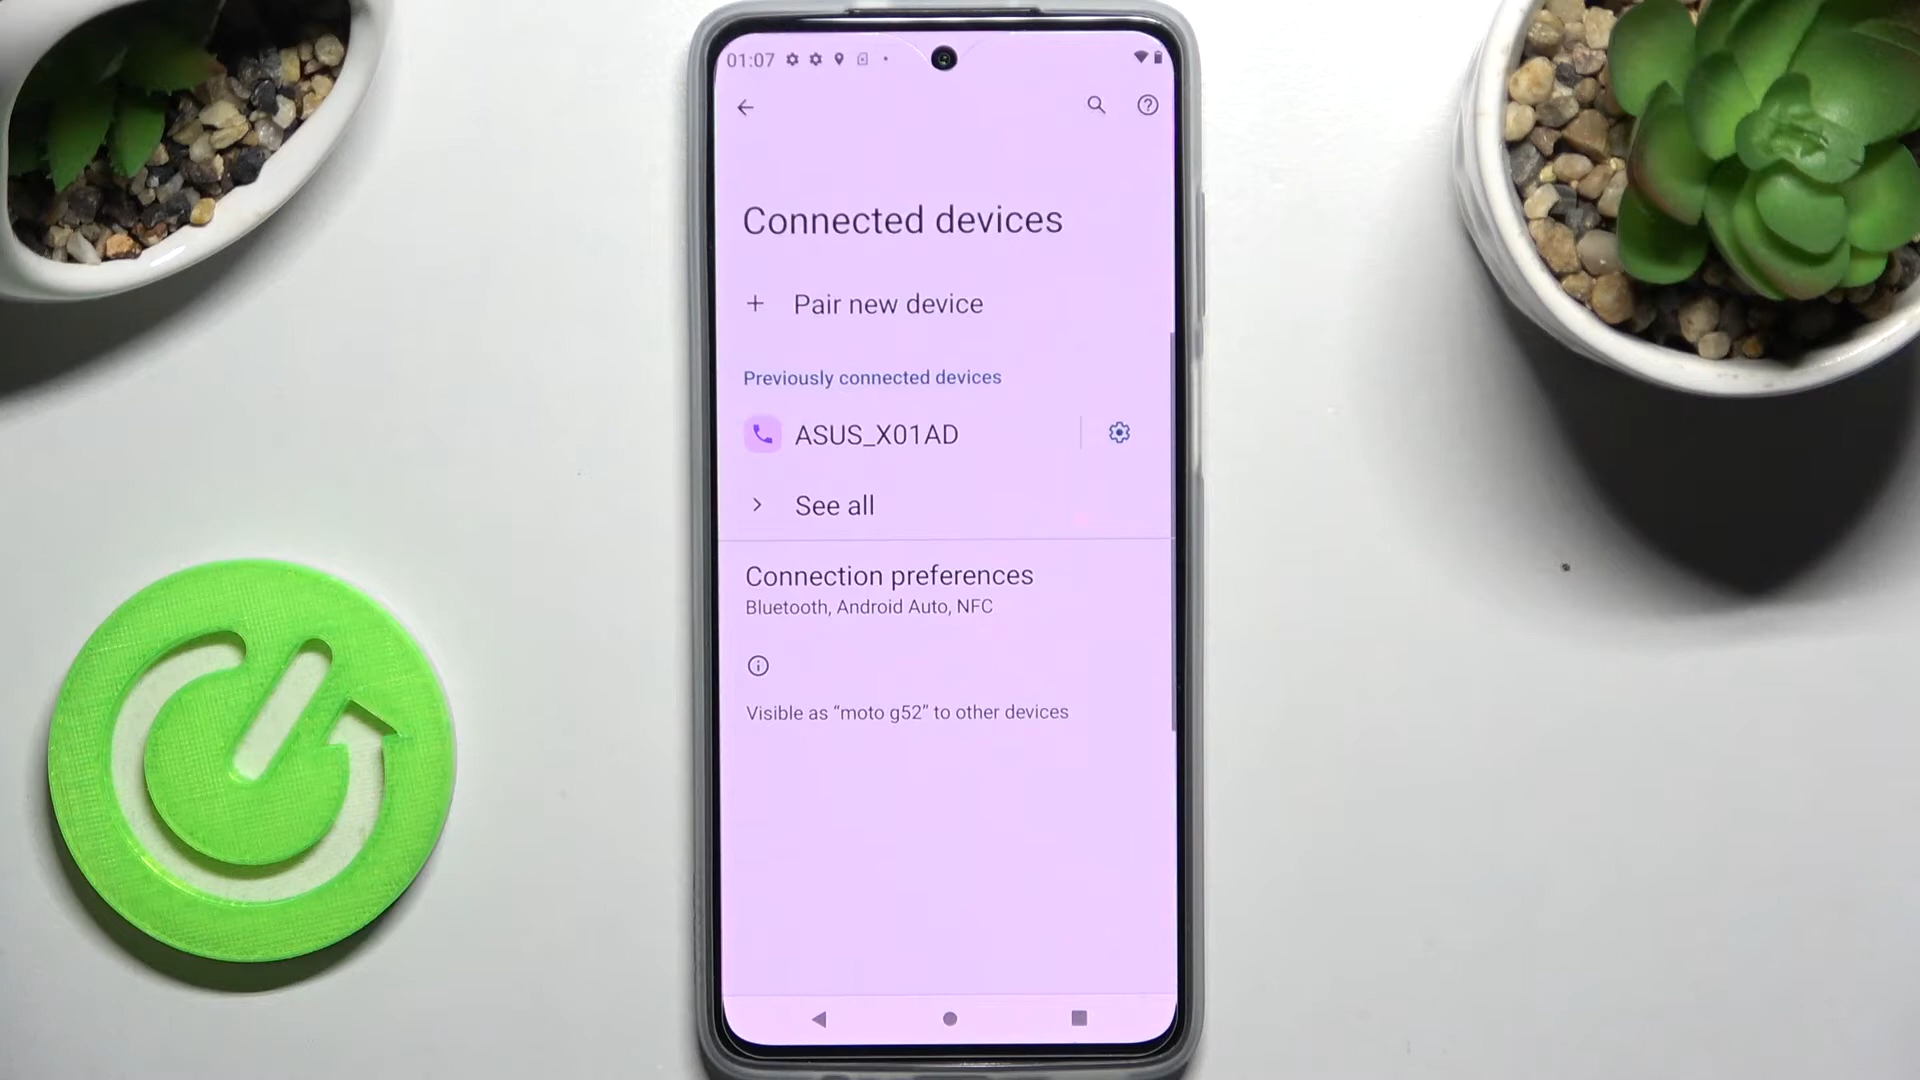 01:07
Connected devices
Pair new device
Previously connected devices
ASUS_X01AD
See all
Connection preferences
Bluetooth, Android Auto, NFC
Visible as “moto g52” to other devices